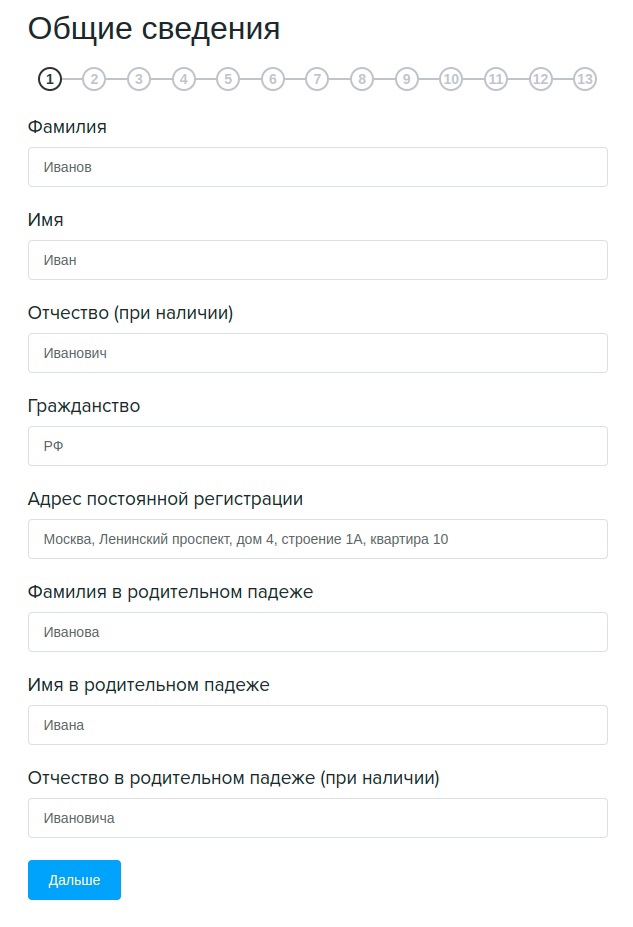 Общие сведения
1 2 3 4 5 6 7 8 9 10 11 12 13
Фамилия
Иванов
Имя
Иван
Отчество (при наличии)
Иванович
Гражданство
РФ
Адрес постоянной регистрации
Москва, Ленинский проспект, дом 4, строение 1А, квартира 10
Фамилия в родительном падеже
Иванова
Имя в родительном падеже
Ивана
Отчество в родительном падеже (при наличии)
Ивановича
Дальше